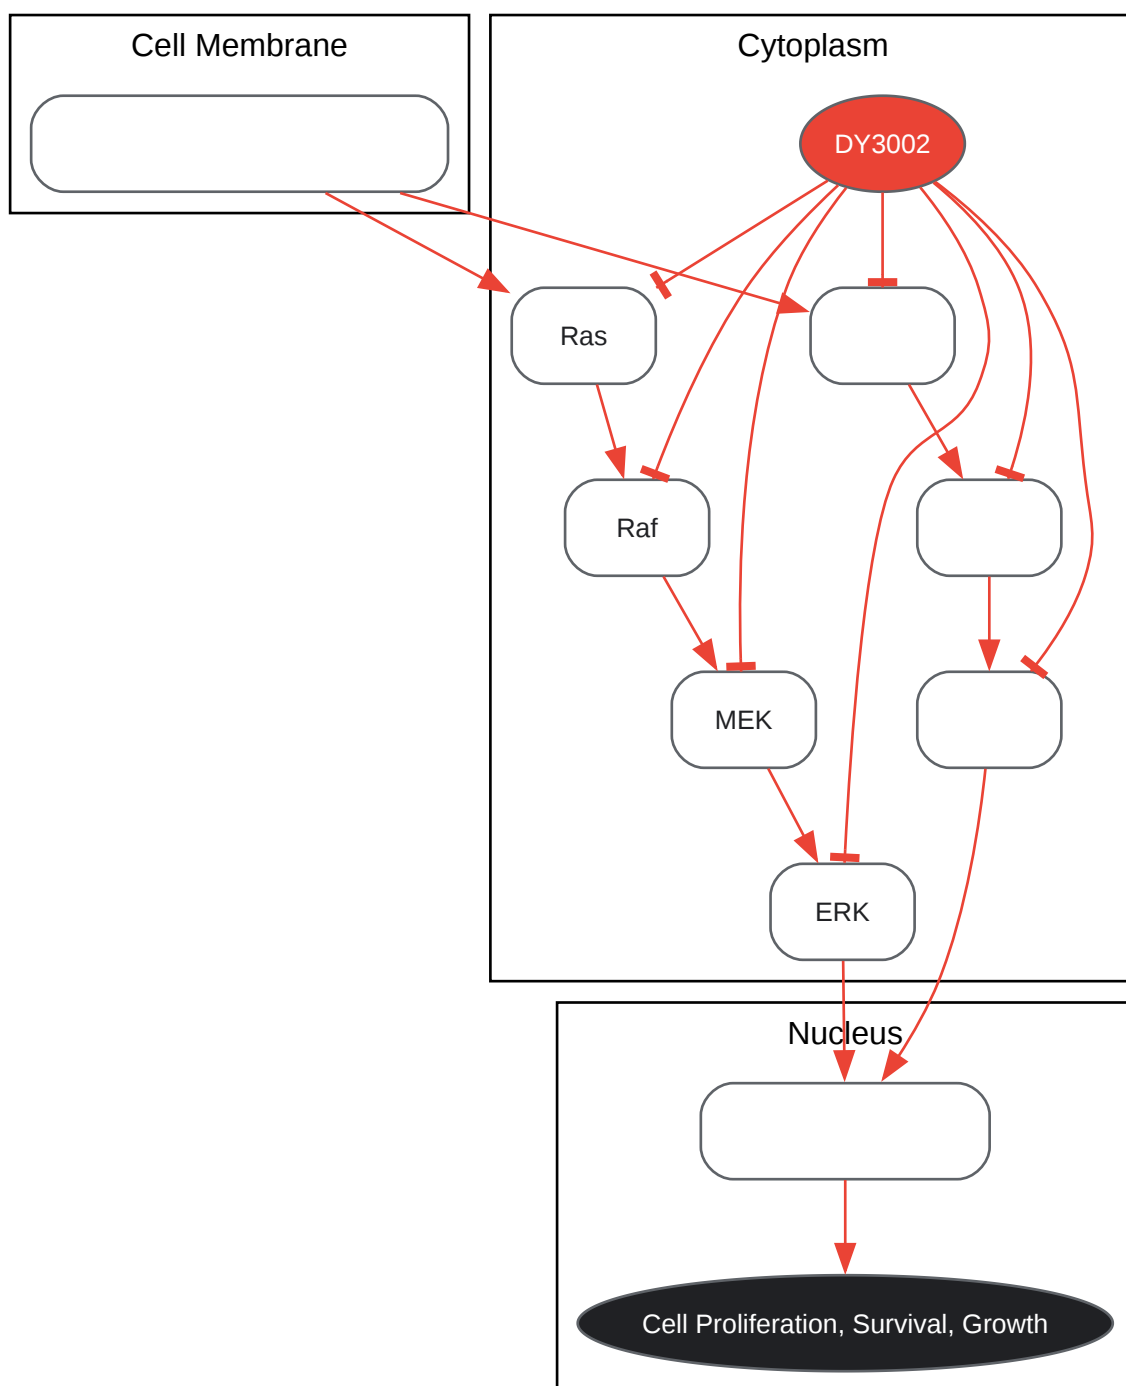 Cell Membrane
Cytoplasm
DY3002
Ras
Raf
MEK
ERK
Nucleus
Cell Proliferation, Survival, Growth